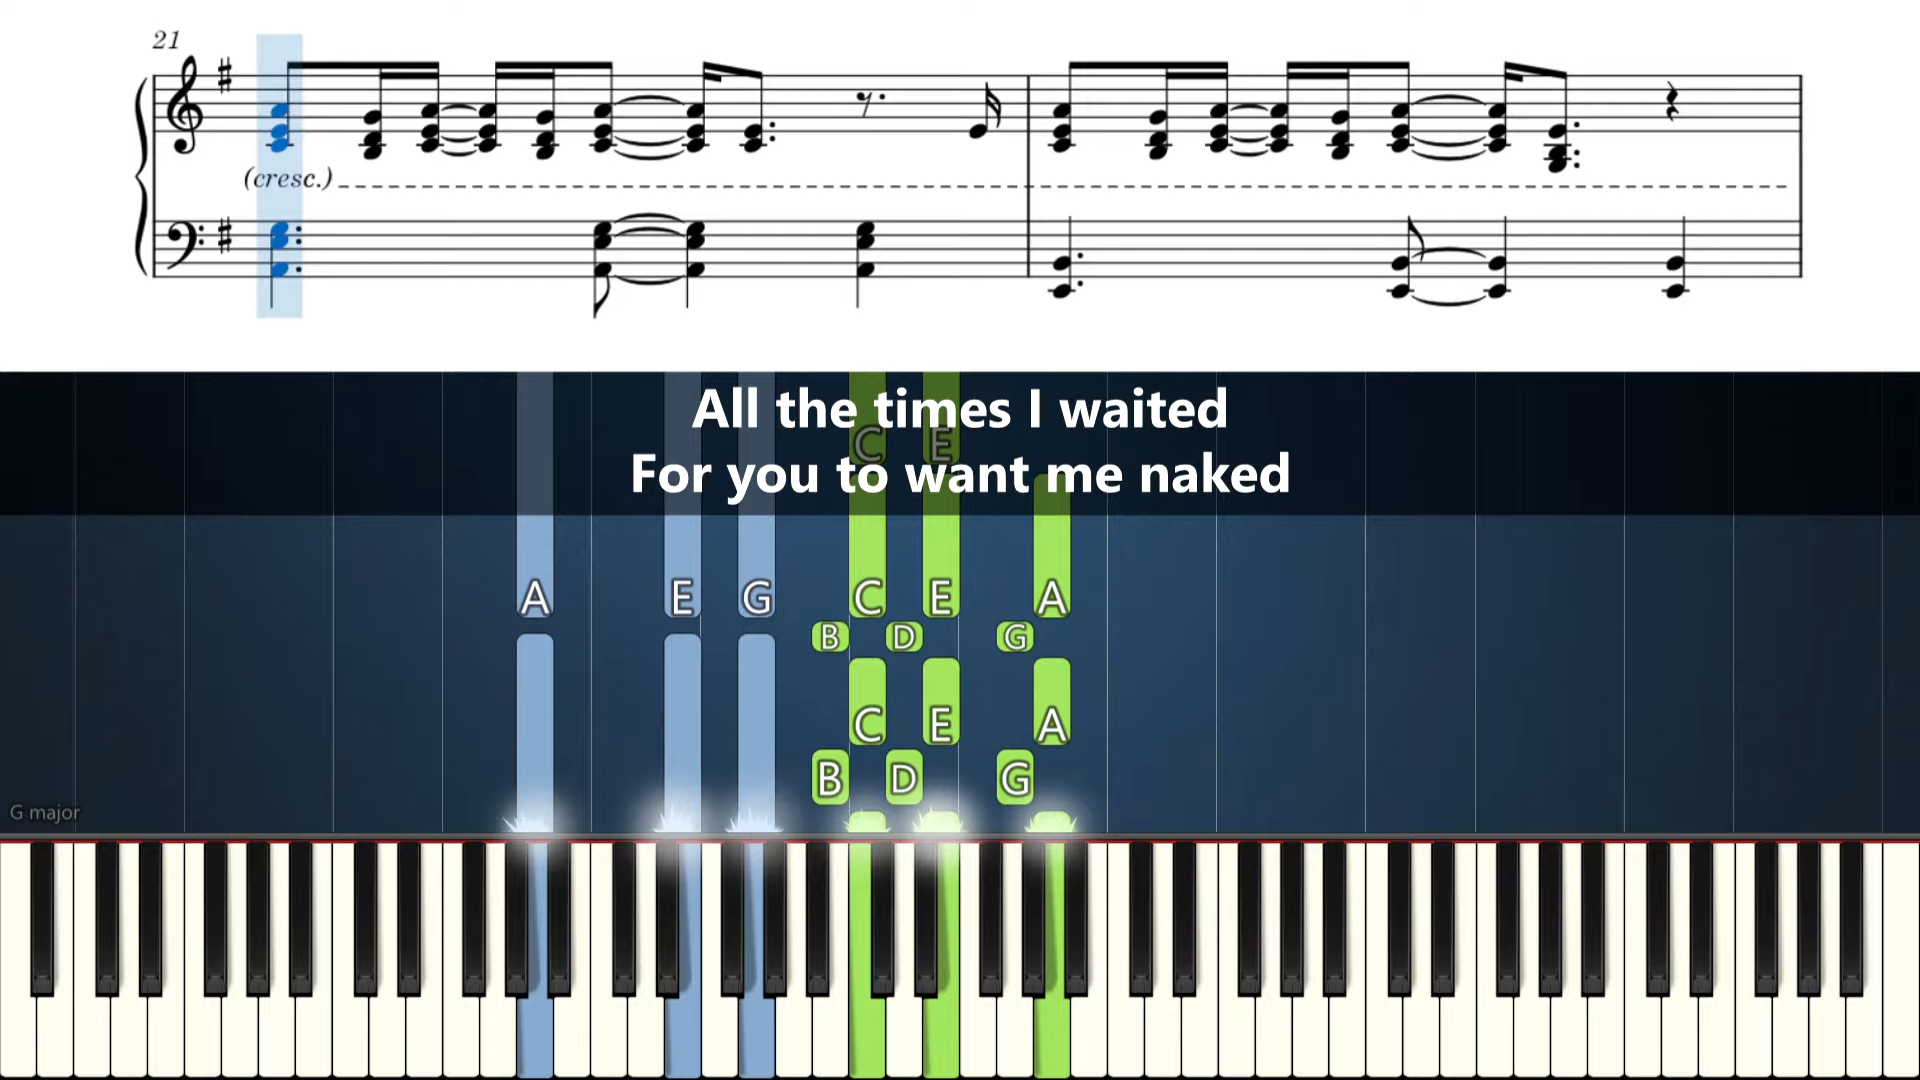 21
(cresc.)
All the times I waited
For you to want me naked
C E
A E G C E A
B D G
C E A
B D G
G major